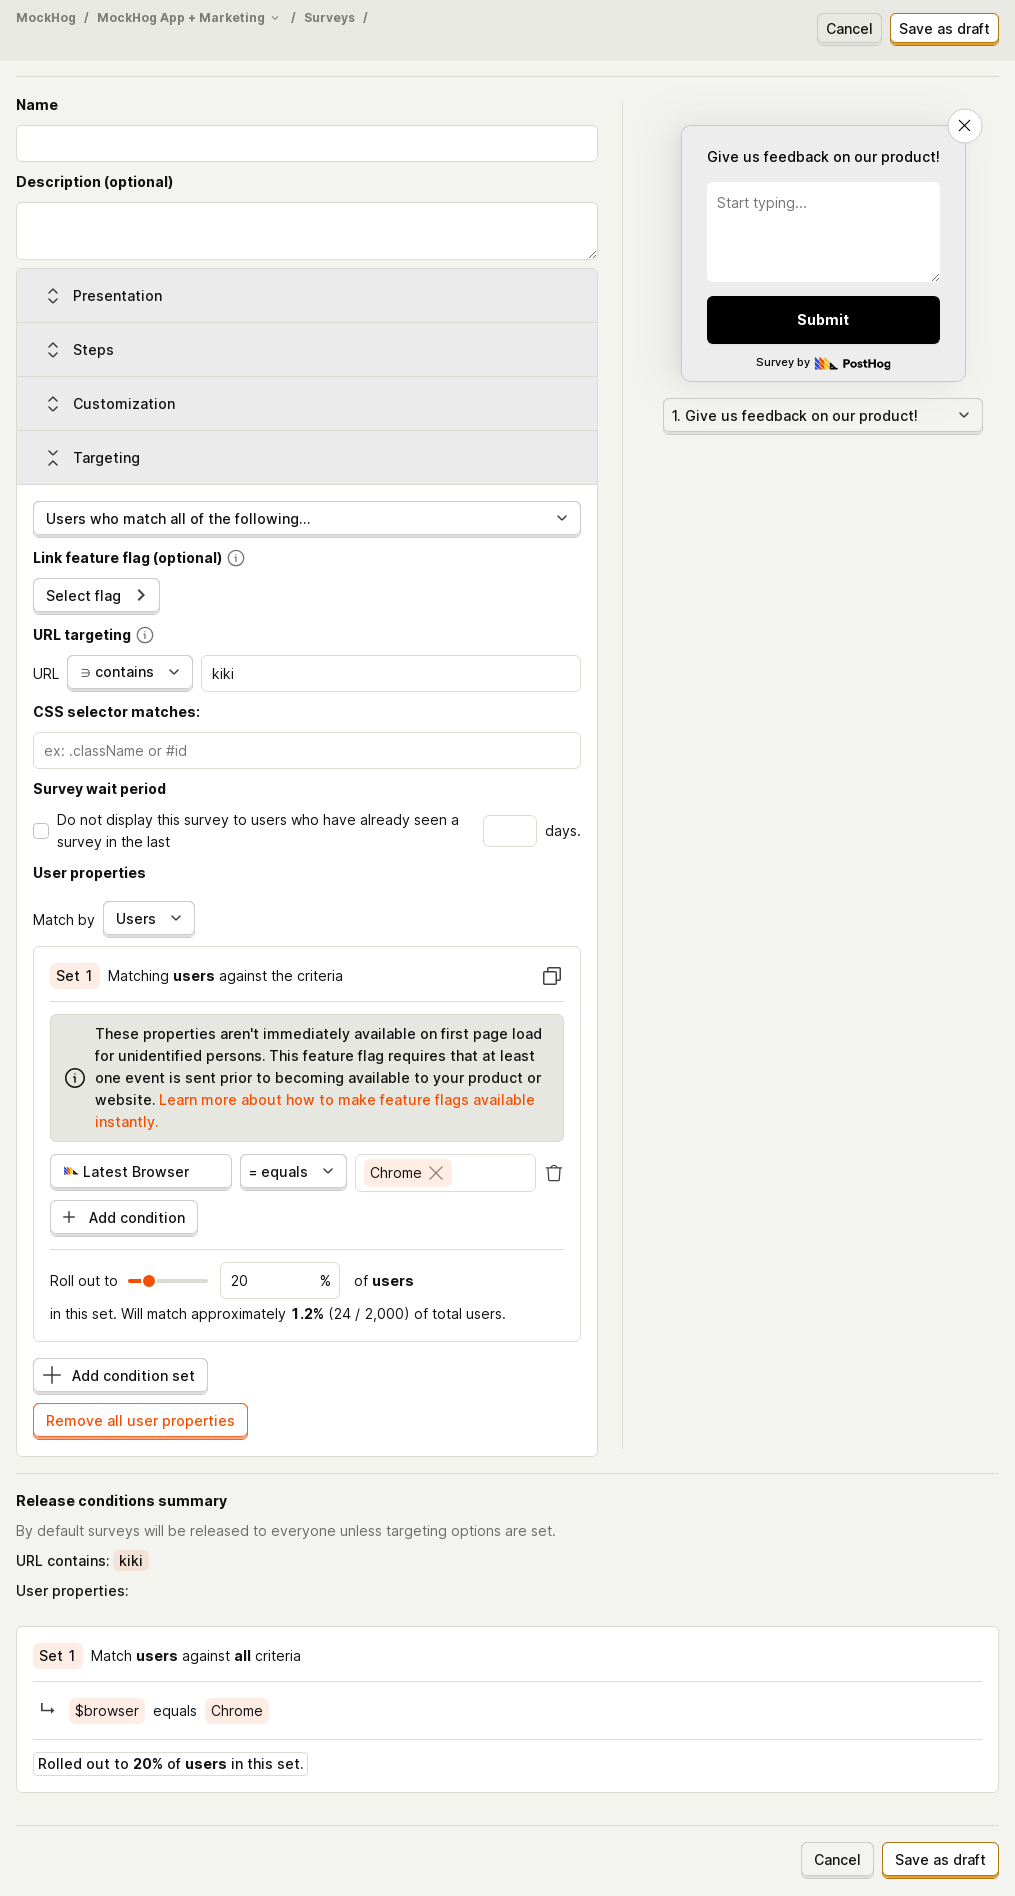 MockHog / MockHog App + Marketing / Surveys /
Cancel
Save as draft
Name
Description (optional)
Presentation
Steps
Customization
Targeting
Users who match all of the following...
Link feature flag (optional)
Select flag
URL targeting
URL
∋ contains
kiki
CSS selector matches:
ex: .className or #id
Survey wait period
Do not display this survey to users who have already seen a
survey in the last
days.
User properties
Match by
Users
Set 1 Matching users against the criteria
These properties aren't immediately available on first page load
for unidentified persons. This feature flag requires that at least
one event is sent prior to becoming available to your product or
website. Learn more about how to make feature flags available
instantly.
Latest Browser
= equals
Chrome
Add condition
Roll out to
20 %
of users
in this set. Will match approximately 1.2% (24 / 2,000) of total users.
Add condition set
Remove all user properties
Give us feedback on our product!
Start typing...
Submit
Survey by PostHog
1. Give us feedback on our product!
Release conditions summary
By default surveys will be released to everyone unless targeting options are set.
URL contains: kiki
User properties:
Set 1 Match users against all criteria
$browser equals Chrome
Rolled out to 20% of users in this set.
Cancel
Save as draft